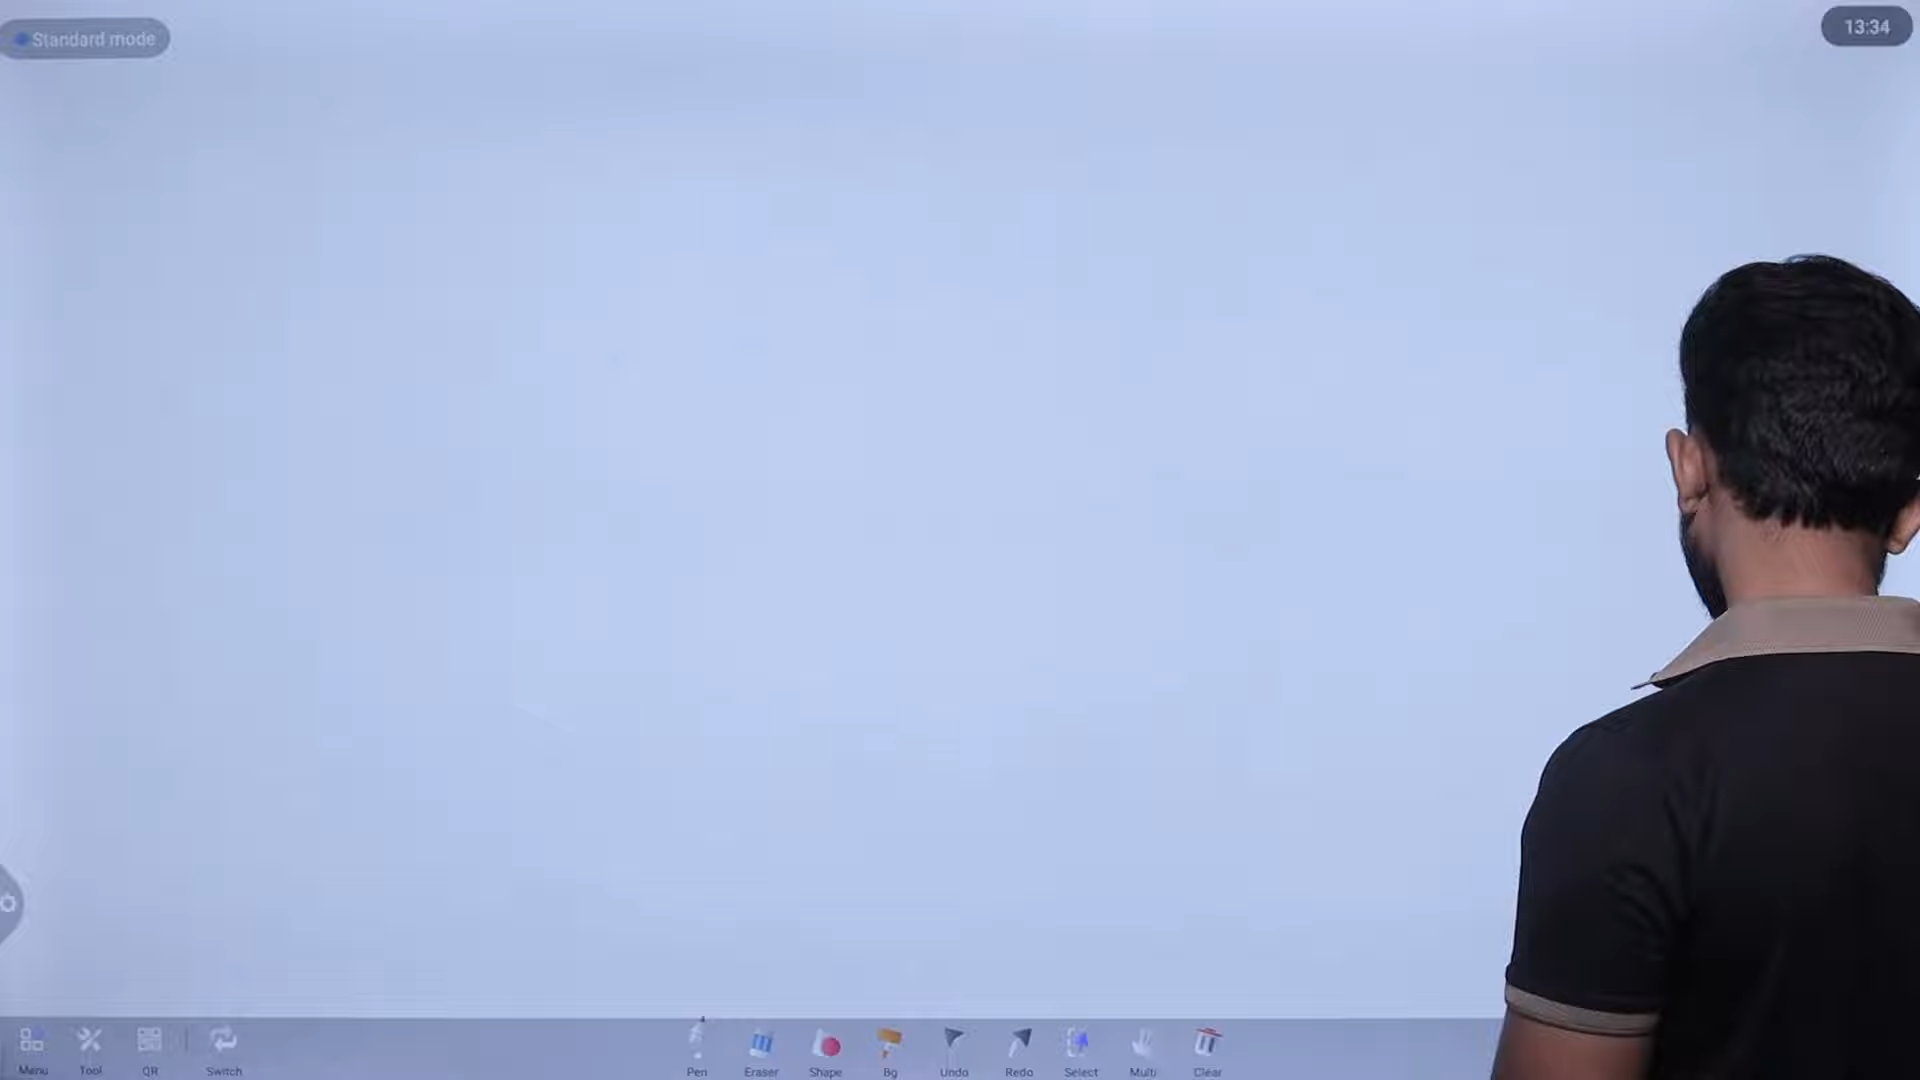 Standard mode
13:34
Menu Tool QR Switch Pen Eraser Shape Bg Undo Redo Select Multi Clear